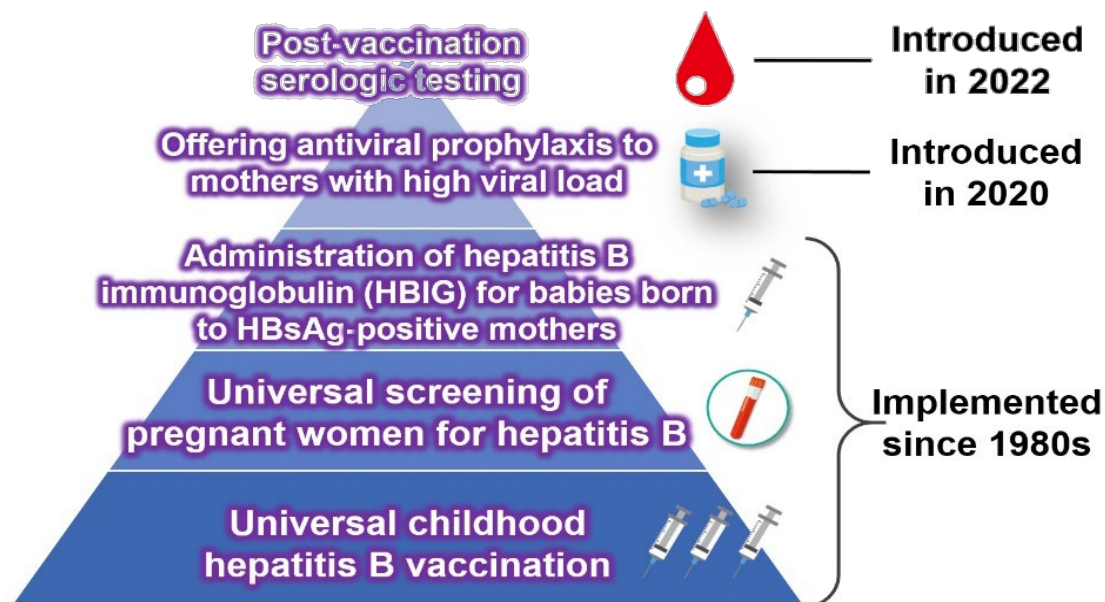 Post-vaccination
serologic testing
Introduced
in 2022
Offering antiviral prophylaxis to
mothers with high viral load
Introduced
in 2020
Administration of hepatitis B
immunoglobulin (HBIG) for babies born
to HBsAg-positive mothers
Universal screening of
pregnant women for hepatitis B
Universal childhood
hepatitis B vaccination
Implemented
since 1980s